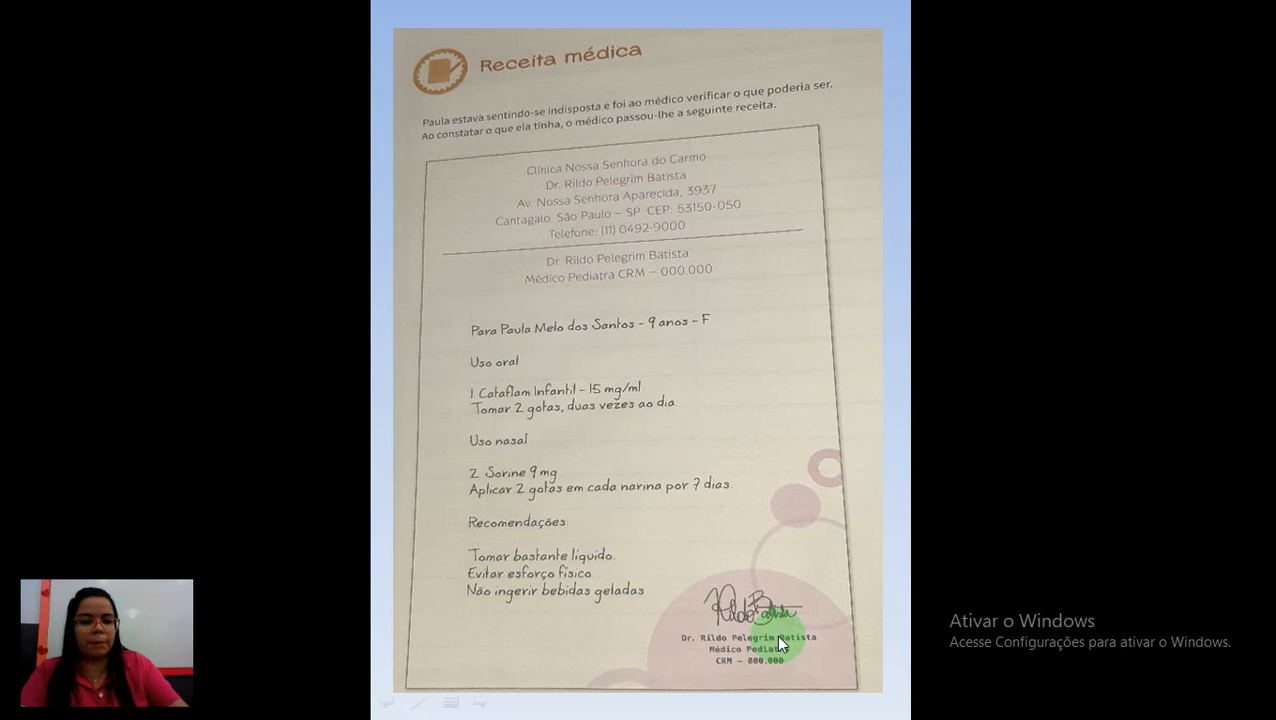 Receita médica
Paula estava sentindo-se indisposta e foi ao médico verificar o que poderia ser.
Ao constatar o que ela tinha, o médico passou-lhe a seguinte receita.
Clínica Nossa Senhora do Carmo
Dr. Rildo Pelegrim Batista
Av. Nossa Senhora Aparecida, 3937
Cantagalo. São Paulo – SP CEP: 53150-050
Telefone: (11) 0492-9000
Dr. Rildo Pelegrim Batista
Médico Pediatra CRM – 000.000
Para Paula Melo dos Santos - 9 anos - F
Uso oral
1 Cataflam Infantil - 15 mg/ml
Tomar 2 gotas, duas vezes ao dia.
Uso nasal
2 Sorine 9 mg
Aplicar 2 gotas em cada narina por 7 dias.
Recomendações:
Tomar bastante líquido.
Evitar esforço físico.
Não ingerir bebidas geladas
Dr. Rildo Pelegrim Batista
Médico Pediatra
CRM – 000.000
Ativar o Windows
Acesse Configurações para ativar o Windows.